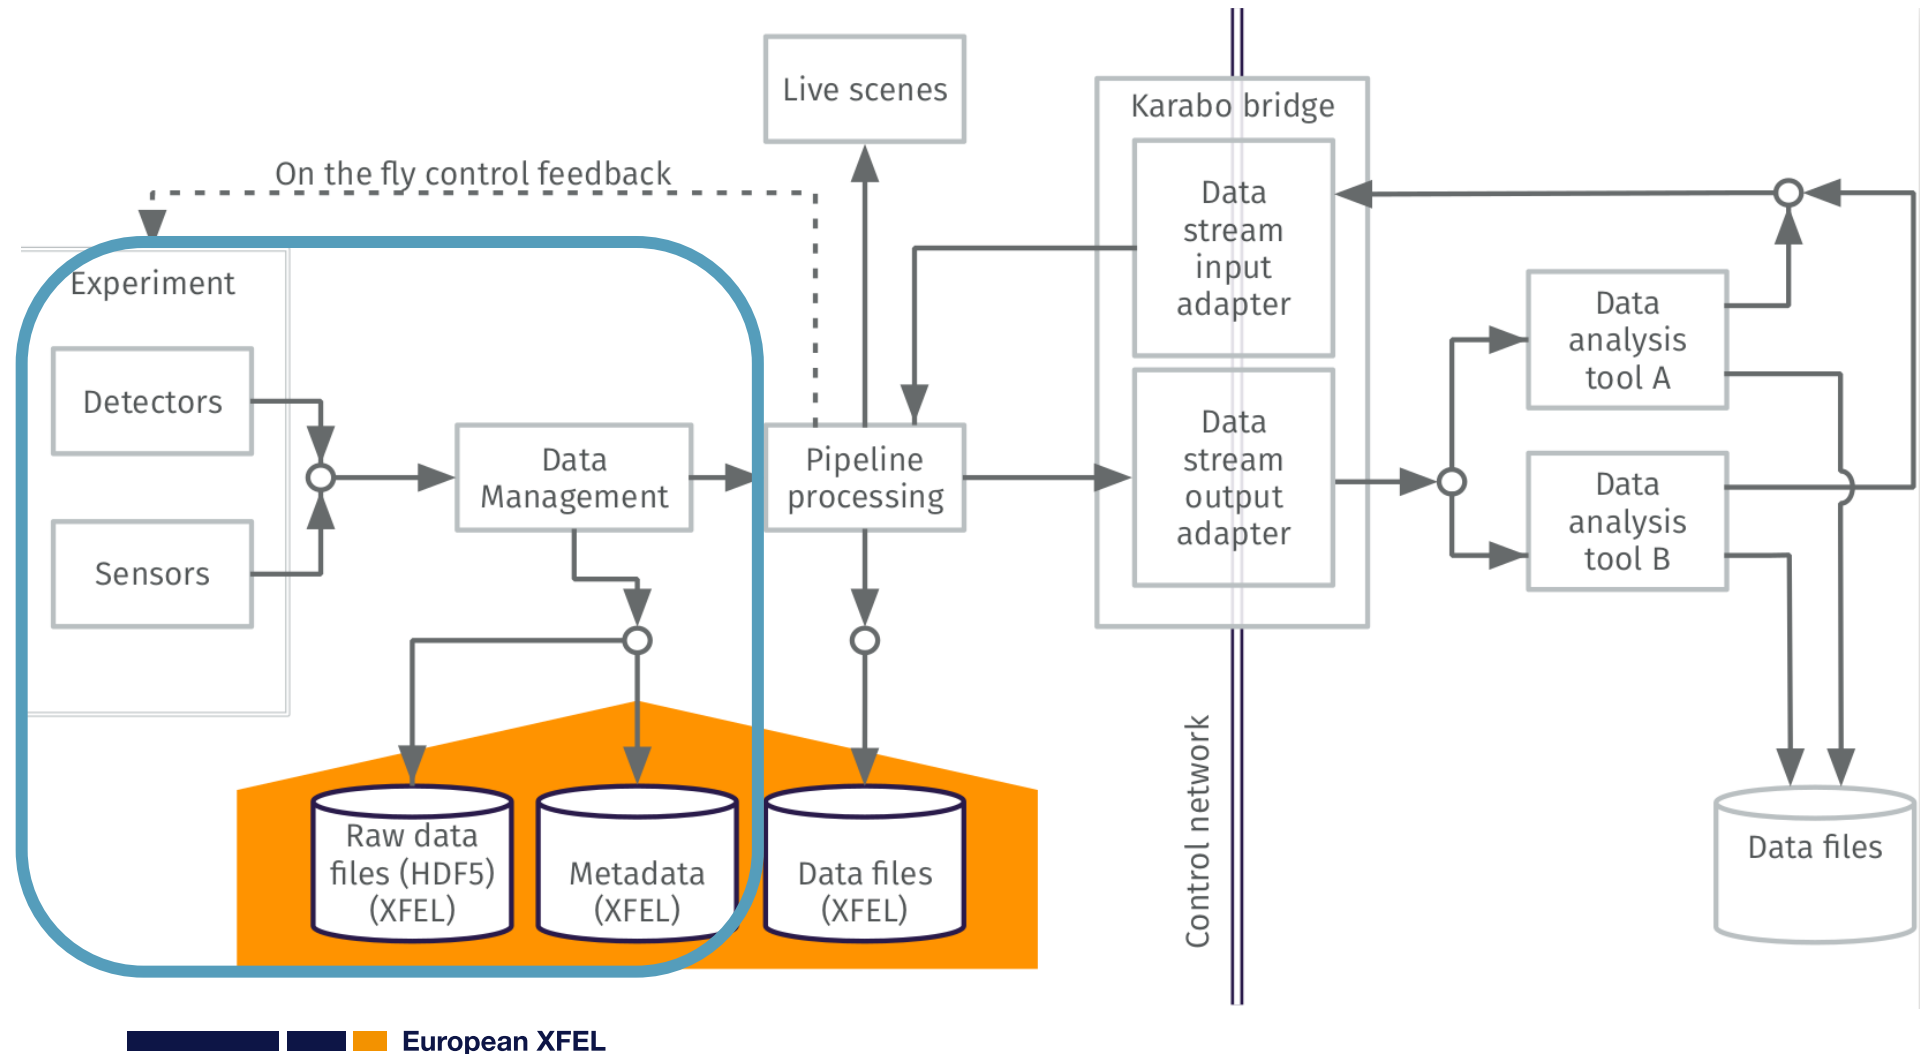 Live scenes
Karabo bridge
On the fly control feedback
Data
stream
input
adapter
Experiment
Data
analysis
tool A
Detectors
Data
Management
Pipeline
processing
Data
stream
output
adapter
Data
analysis
tool B
Sensors
Control network
Raw data
files (HDF5)
(XFEL)
Metadata
(XFEL)
Data files
(XFEL)
Data files
European XFEL